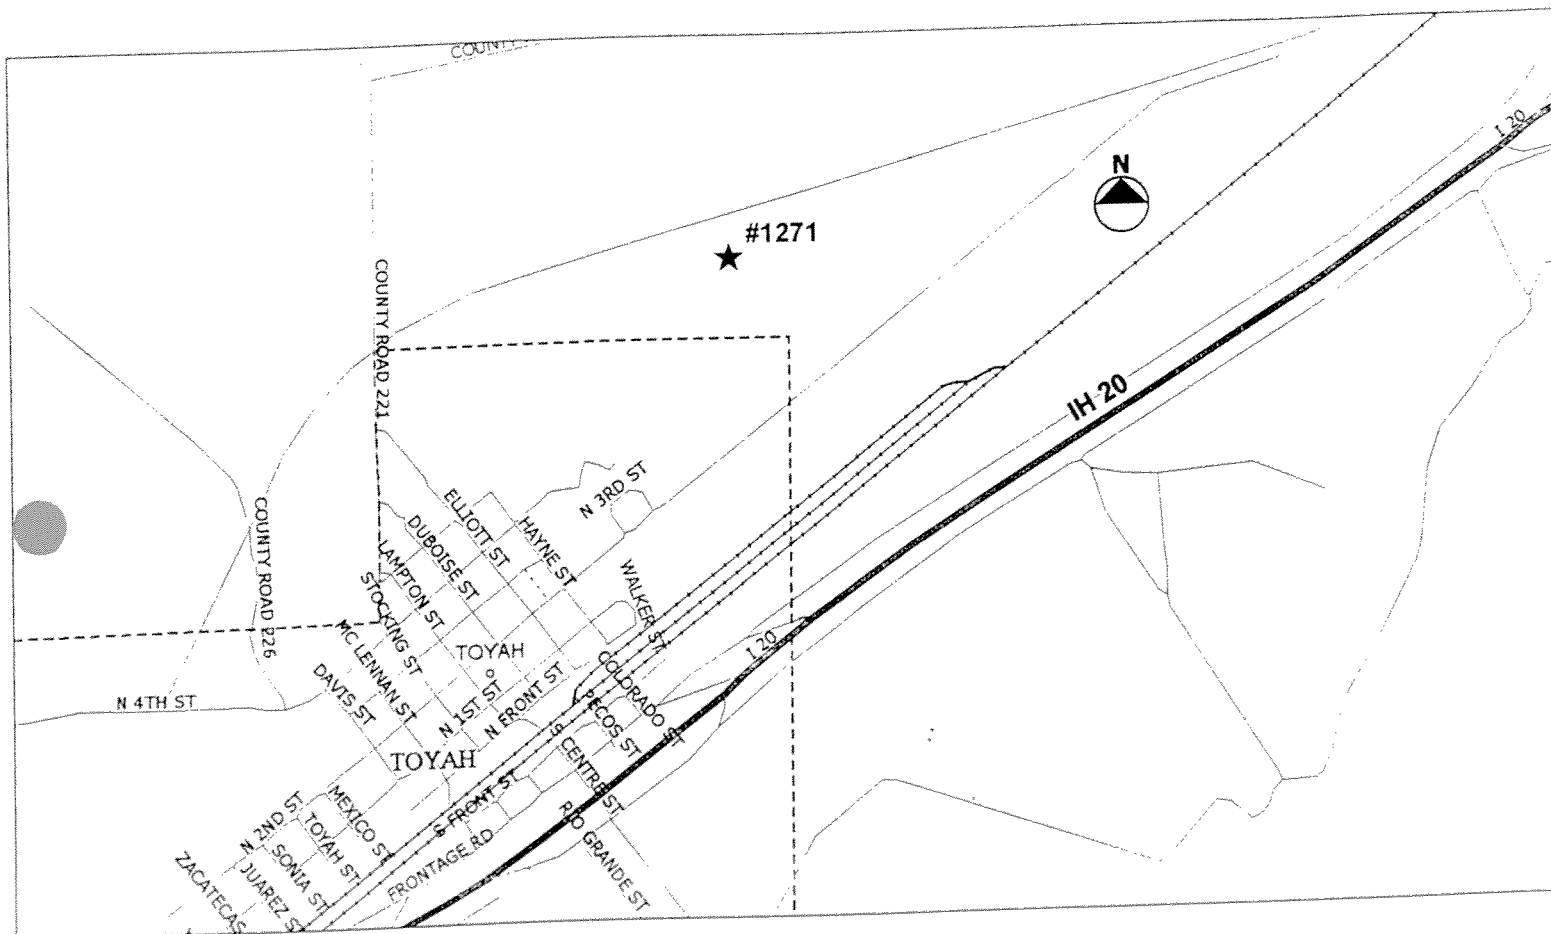 COUNTY
I 20
N
#1271
COUNTY ROAD 221
IH 20
N 3RD ST
ELLIOTT ST
HAYNE ST
DUBOISE ST
COUNTY ROAD 226
LAMPTON ST
WALKER ST
STOCKING ST
MC LENNAN ST
TOYAH
I 20
COLORADO ST
DAVIS ST
N 4TH ST
N 1ST ST
N FRONT ST
PECOS ST
TOYAH
S CENTRE ST
S FRONT ST
MEXICO ST
N 2ND ST
TOYAH ST
RIO GRANDE ST
SONIA ST
FRONTAGE RD
JUAREZ S
ZACATECAS